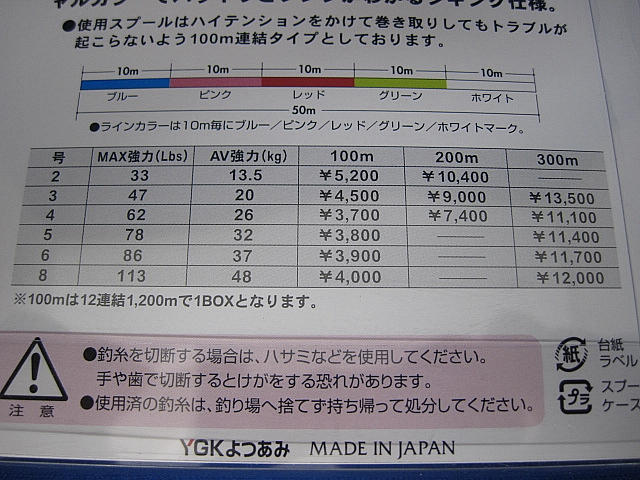 ●使用スプールはハイテンションをかけて巻き取りしてもトラブルが
起こらないよう100m連結タイプとしております。
10m 10m 10m 10m 10m
ブルー ピンク レッド グリーン ホワイト
50m
●ラインカラーは10m毎にブルー／ピンク／レッド／グリーン／ホワイトマーク。
号 MAX強力(Lbs) AV強力(kg) 100m 200m 300m
2 33 13.5 ￥5,200 ￥10,400 ―
3 47 20 ￥4,500 ￥9,000 ￥13,500
4 62 26 ￥3,700 ￥7,400 ￥11,100
5 78 32 ￥3,800 ― ￥11,400
6 86 37 ￥3,900 ― ￥11,700
8 113 48 ￥4,000 ― ￥12,000
※100mは12連結1,200mで1BOXとなります。
●釣糸を切断する場合は、ハサミなどを使用してください。
手や歯で切断するとけがをする恐れがあります。
●使用済の釣糸は、釣り場へ捨てず持ち帰って処分してください。
注意
紙 台紙
ラベル
プラ スプー
ケース
YGKよつあみ MADE IN JAPAN